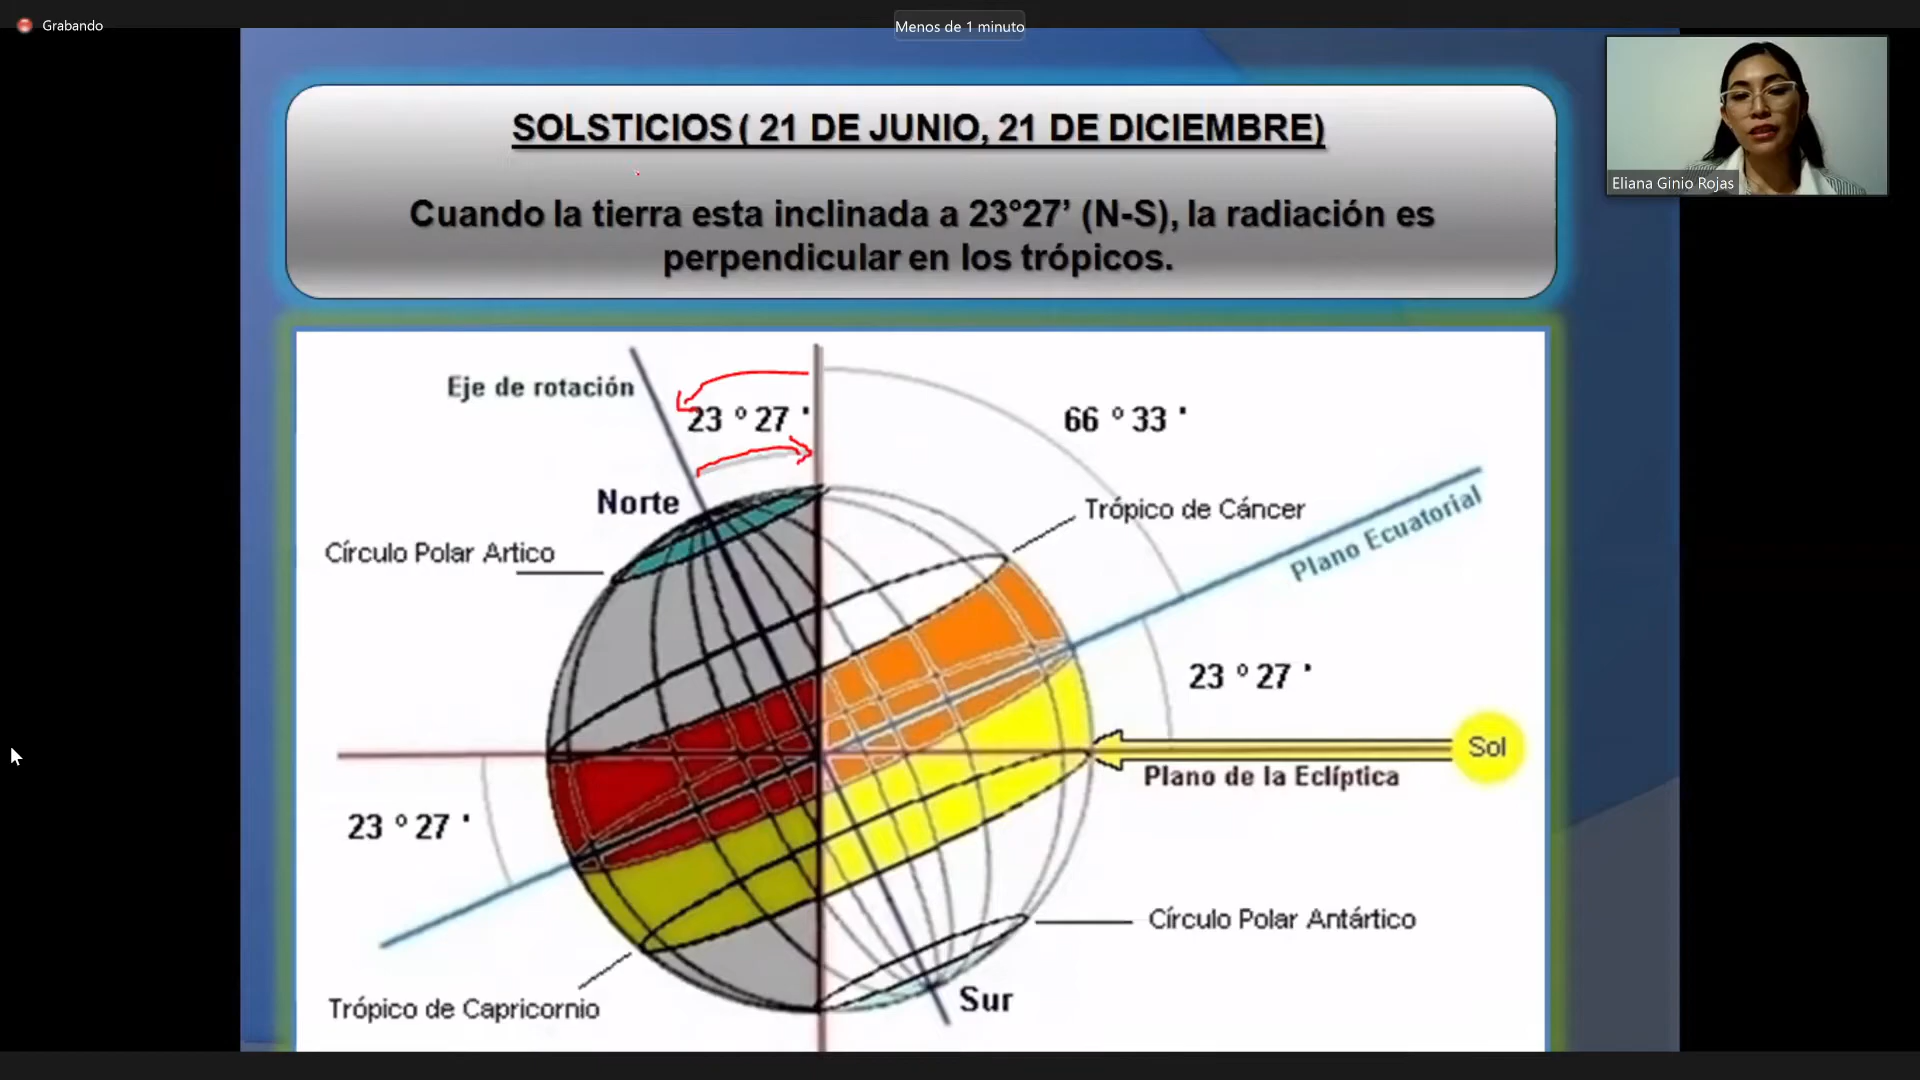 Grabando
Menos de 1 minuto
SOLSTICIOS ( 21 DE JUNIO, 21 DE DICIEMBRE)
Cuando la tierra esta inclinada a 23°27’ (N-S), la radiación es
perpendicular en los trópicos.
Eliana Ginio Rojas
Eje de rotación
23 º 27 '
66 º 33 '
Norte
Trópico de Cáncer
Plano Ecuatorial
Círculo Polar Artico
23 º 27 '
Sol
Plano de la Eclíptica
23 º 27 '
Círculo Polar Antártico
Sur
Trópico de Capricornio